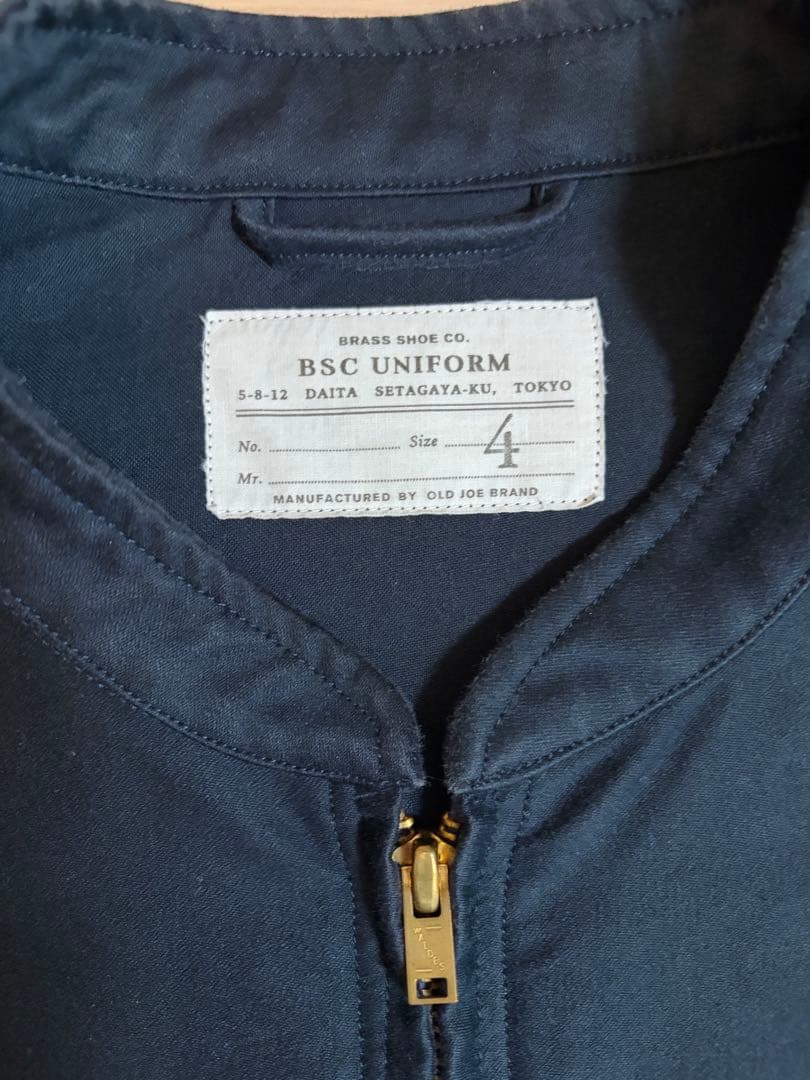 BRASS SHOE CO.
BSC UNIFORM
5-8-12 DAITA SETAGAYA-KU, TOKYO
No. Size 4
Mr.
MANUFACTURED BY OLD JOE BRAND
WALDES